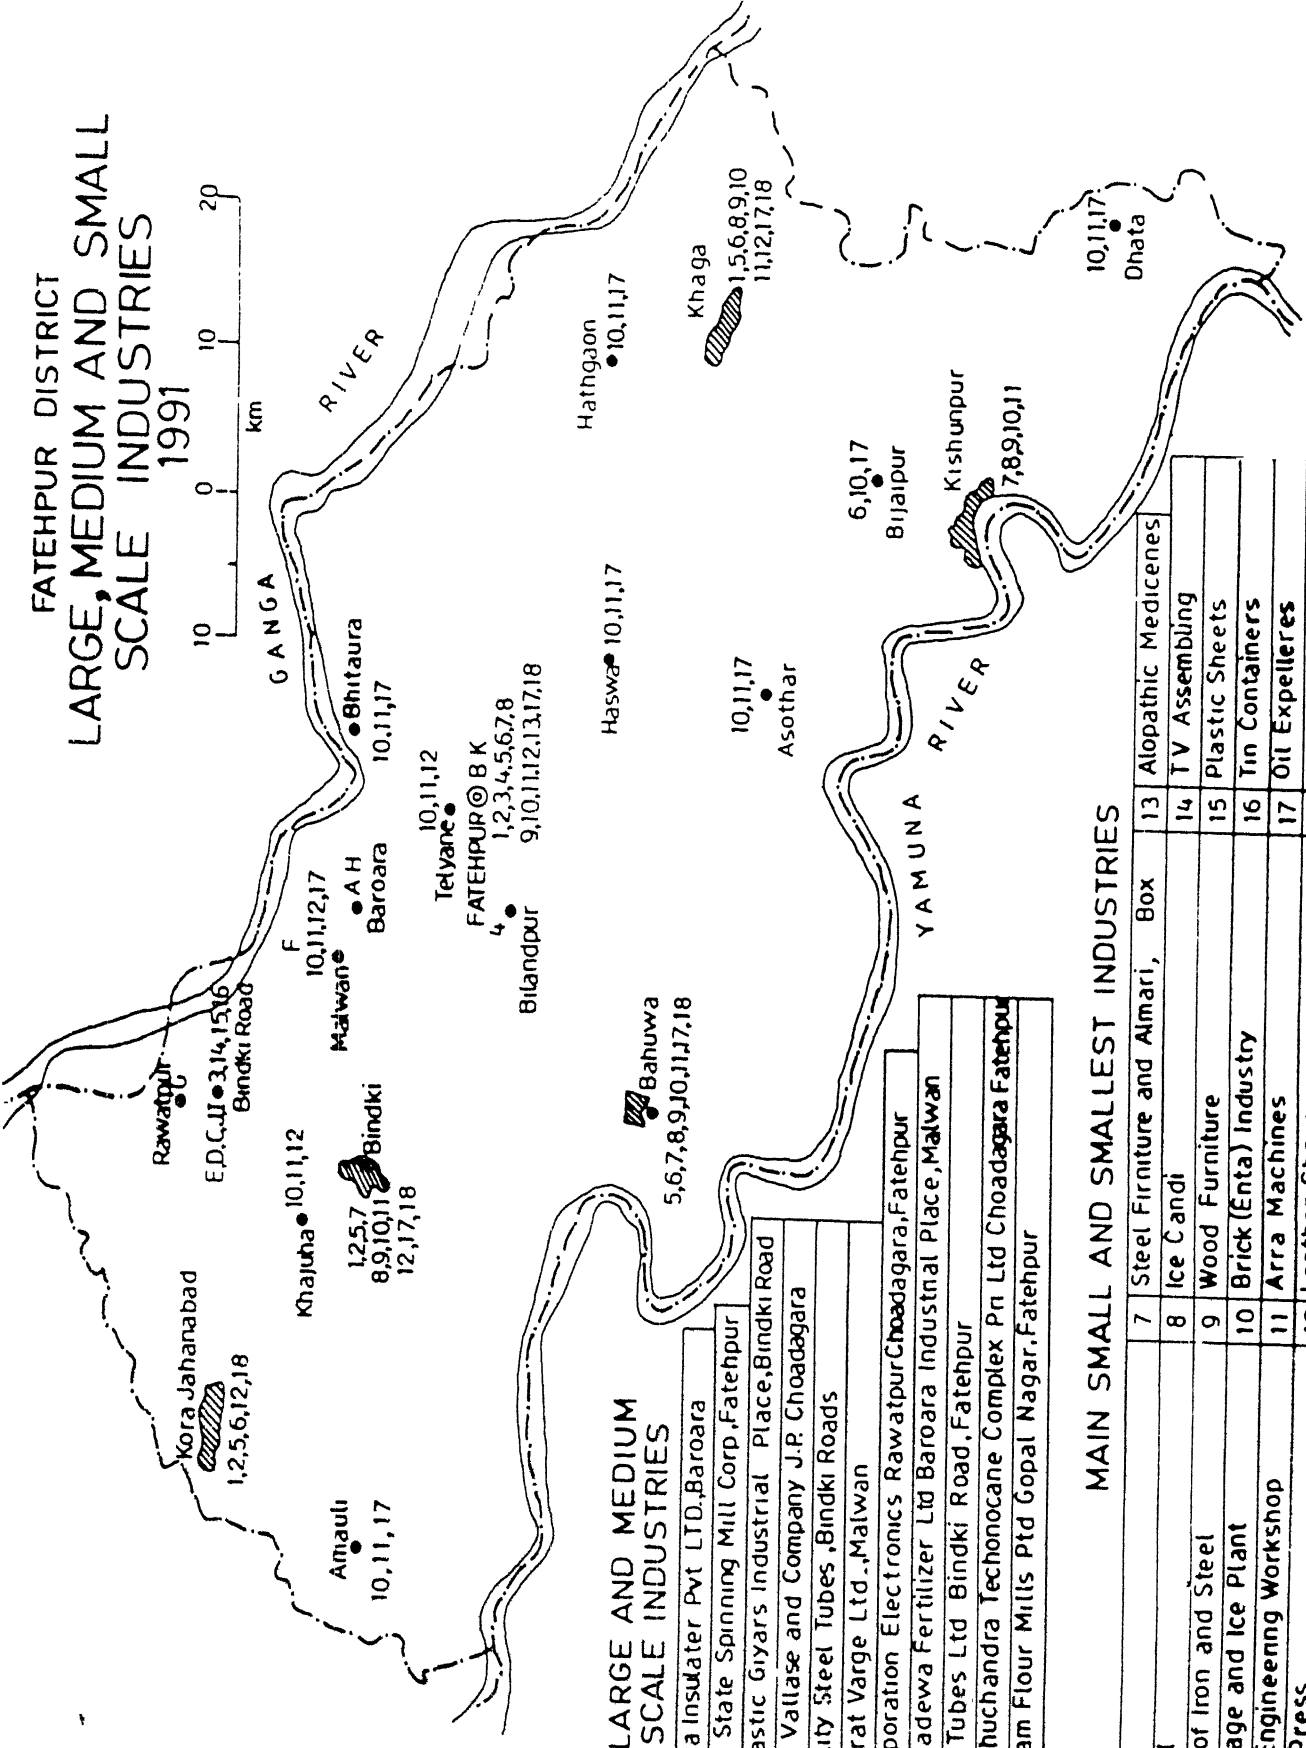 FATEHPUR DISTRICT
LARGE, MEDIUM AND SMALL
SCALE INDUSTRIES
1991
10 0 10 20
km
GANGA RIVER
Rawatpur
G
E,D,C,I,J 3,14,15,16
Bindki Road
Kora Jahanabad
1,2,5,6,12,18
Khajuha 10,11,12
F
10,11,12,17
Malwan
A H
Baroara
Bhitaura
10,11,17
Amauli
10,11,17
Bindki
1,2,5,7
8,9,10,11
12,17,18
10,11,12
Telyane
FATEHPUR B K
1,2,3,4,5,6,7,8
9,10,11,12,13,17,18
4
Bilandpur
Hathgaon
10,11,17
Haswa 10,11,17
Khaga
1,5,6,8,9,10
11,12,17,18
Bahuwa
5,6,7,8,9,10,11,17,18
10,11,17
Asothar
6,10,17
Bijaipur
Kishunpur
7,8,9,10,11
10,11,17
Dhata
YAMUNA RIVER
LARGE AND MEDIUM
SCALE INDUSTRIES
a Insulater Pvt LTD.,Baroara
State Spinning Mill Corp.,Fatehpur
astic Giyars Industrial Place,Bindki Road
Vallase and Company J.P. Choadagara
ity Steel Tubes ,Bindki Roads
rat Varge Ltd.,Malwan
poration Electronics Rawatpur Choadagara,Fatehpur
adewa Fertilizer Ltd Baroara Industrial Place,Malwan
Tubes Ltd Bindki Road,Fatehpur
huchandra Techonocane Complex Pn Ltd Choadagara Fatehpur
am Flour Mills Ptd Gopal Nagar,Fatehpur
MAIN SMALL AND SMALLEST INDUSTRIES
7 Steel Firniture and Almari, Box 13 Alopathic Medicenes
8 Ice Candi 14 TV Assembling
of Iron and Steel 9 Wood Furniture 15 Plastic Sheets
age and Ice Plant 10 Brick (Enta) Industry 16 Tin Containers
ngineering Workshop 11 Arra Machines 17 Oil Expelleres
Press